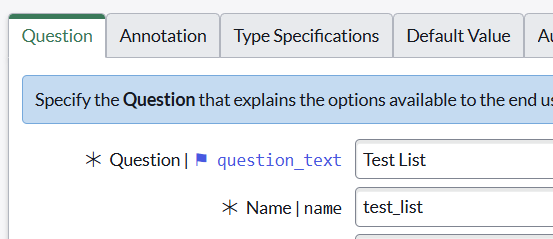 Question Annotation Type Specifications Default Value
Specify the Question that explains the options available to the end
* Question | question_text Test List
* Name | name test_list